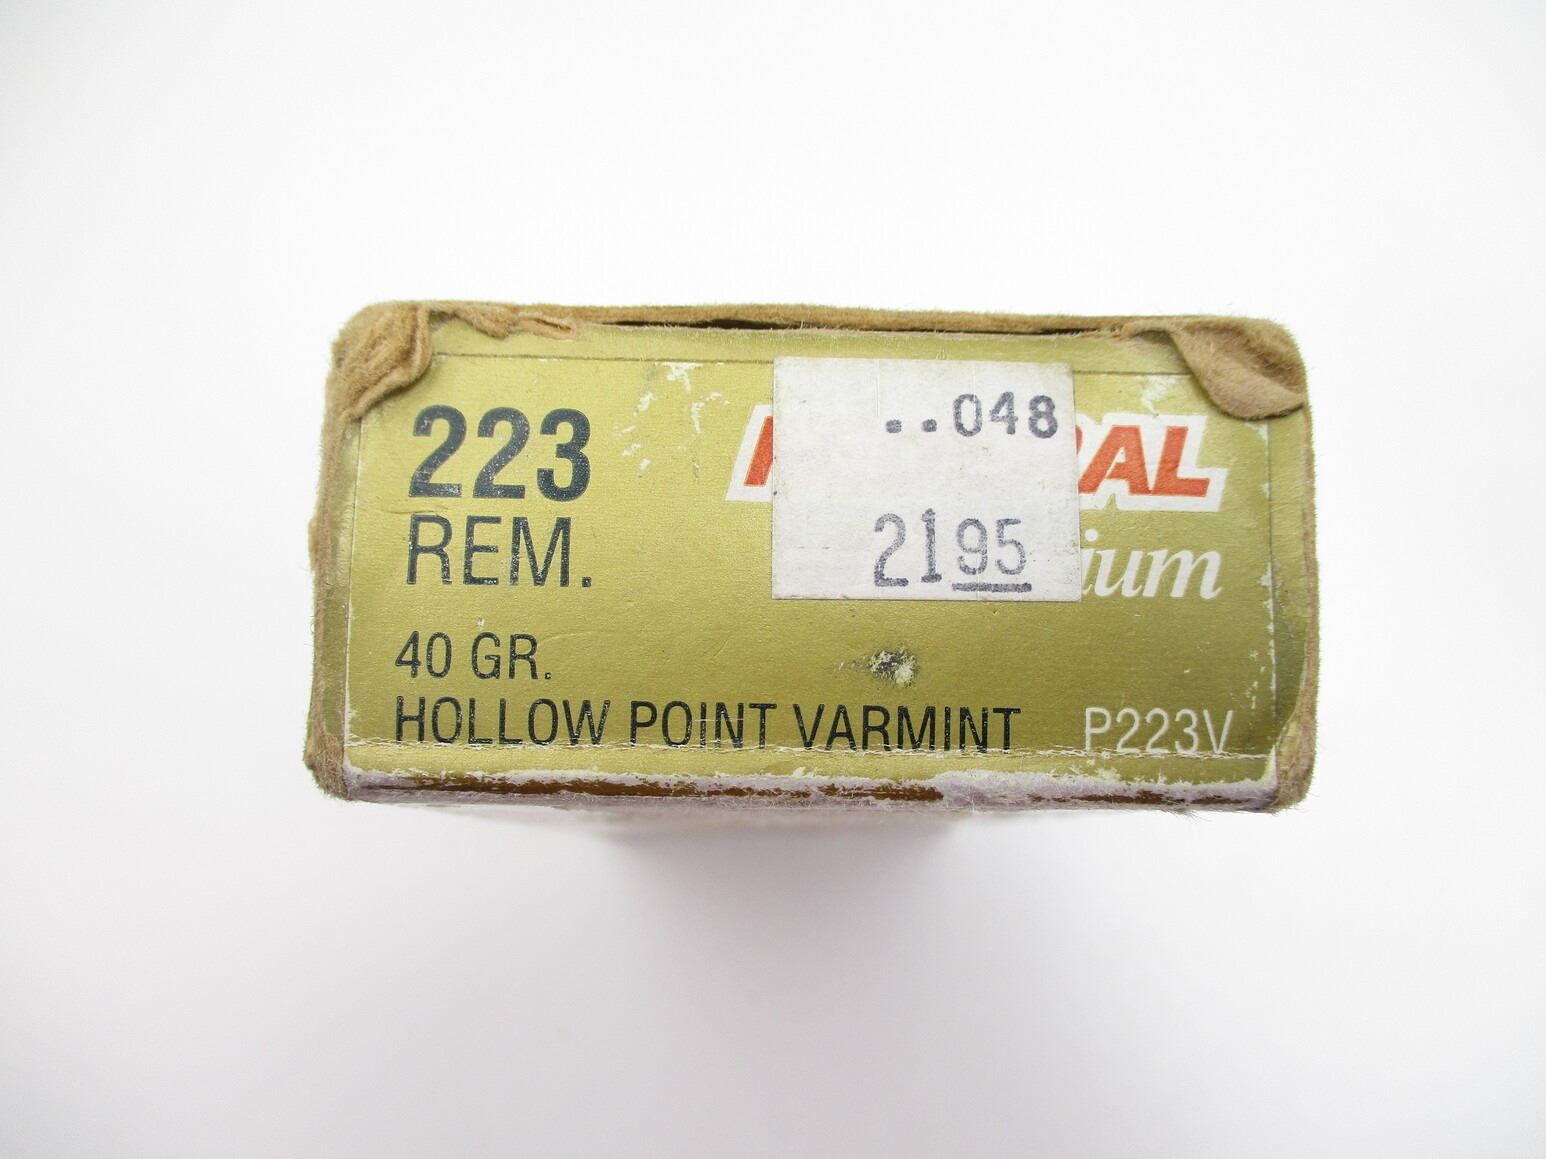 223
REM.
40 GR.
HOLLOW POINT VARMINT
P223V
..048
2195